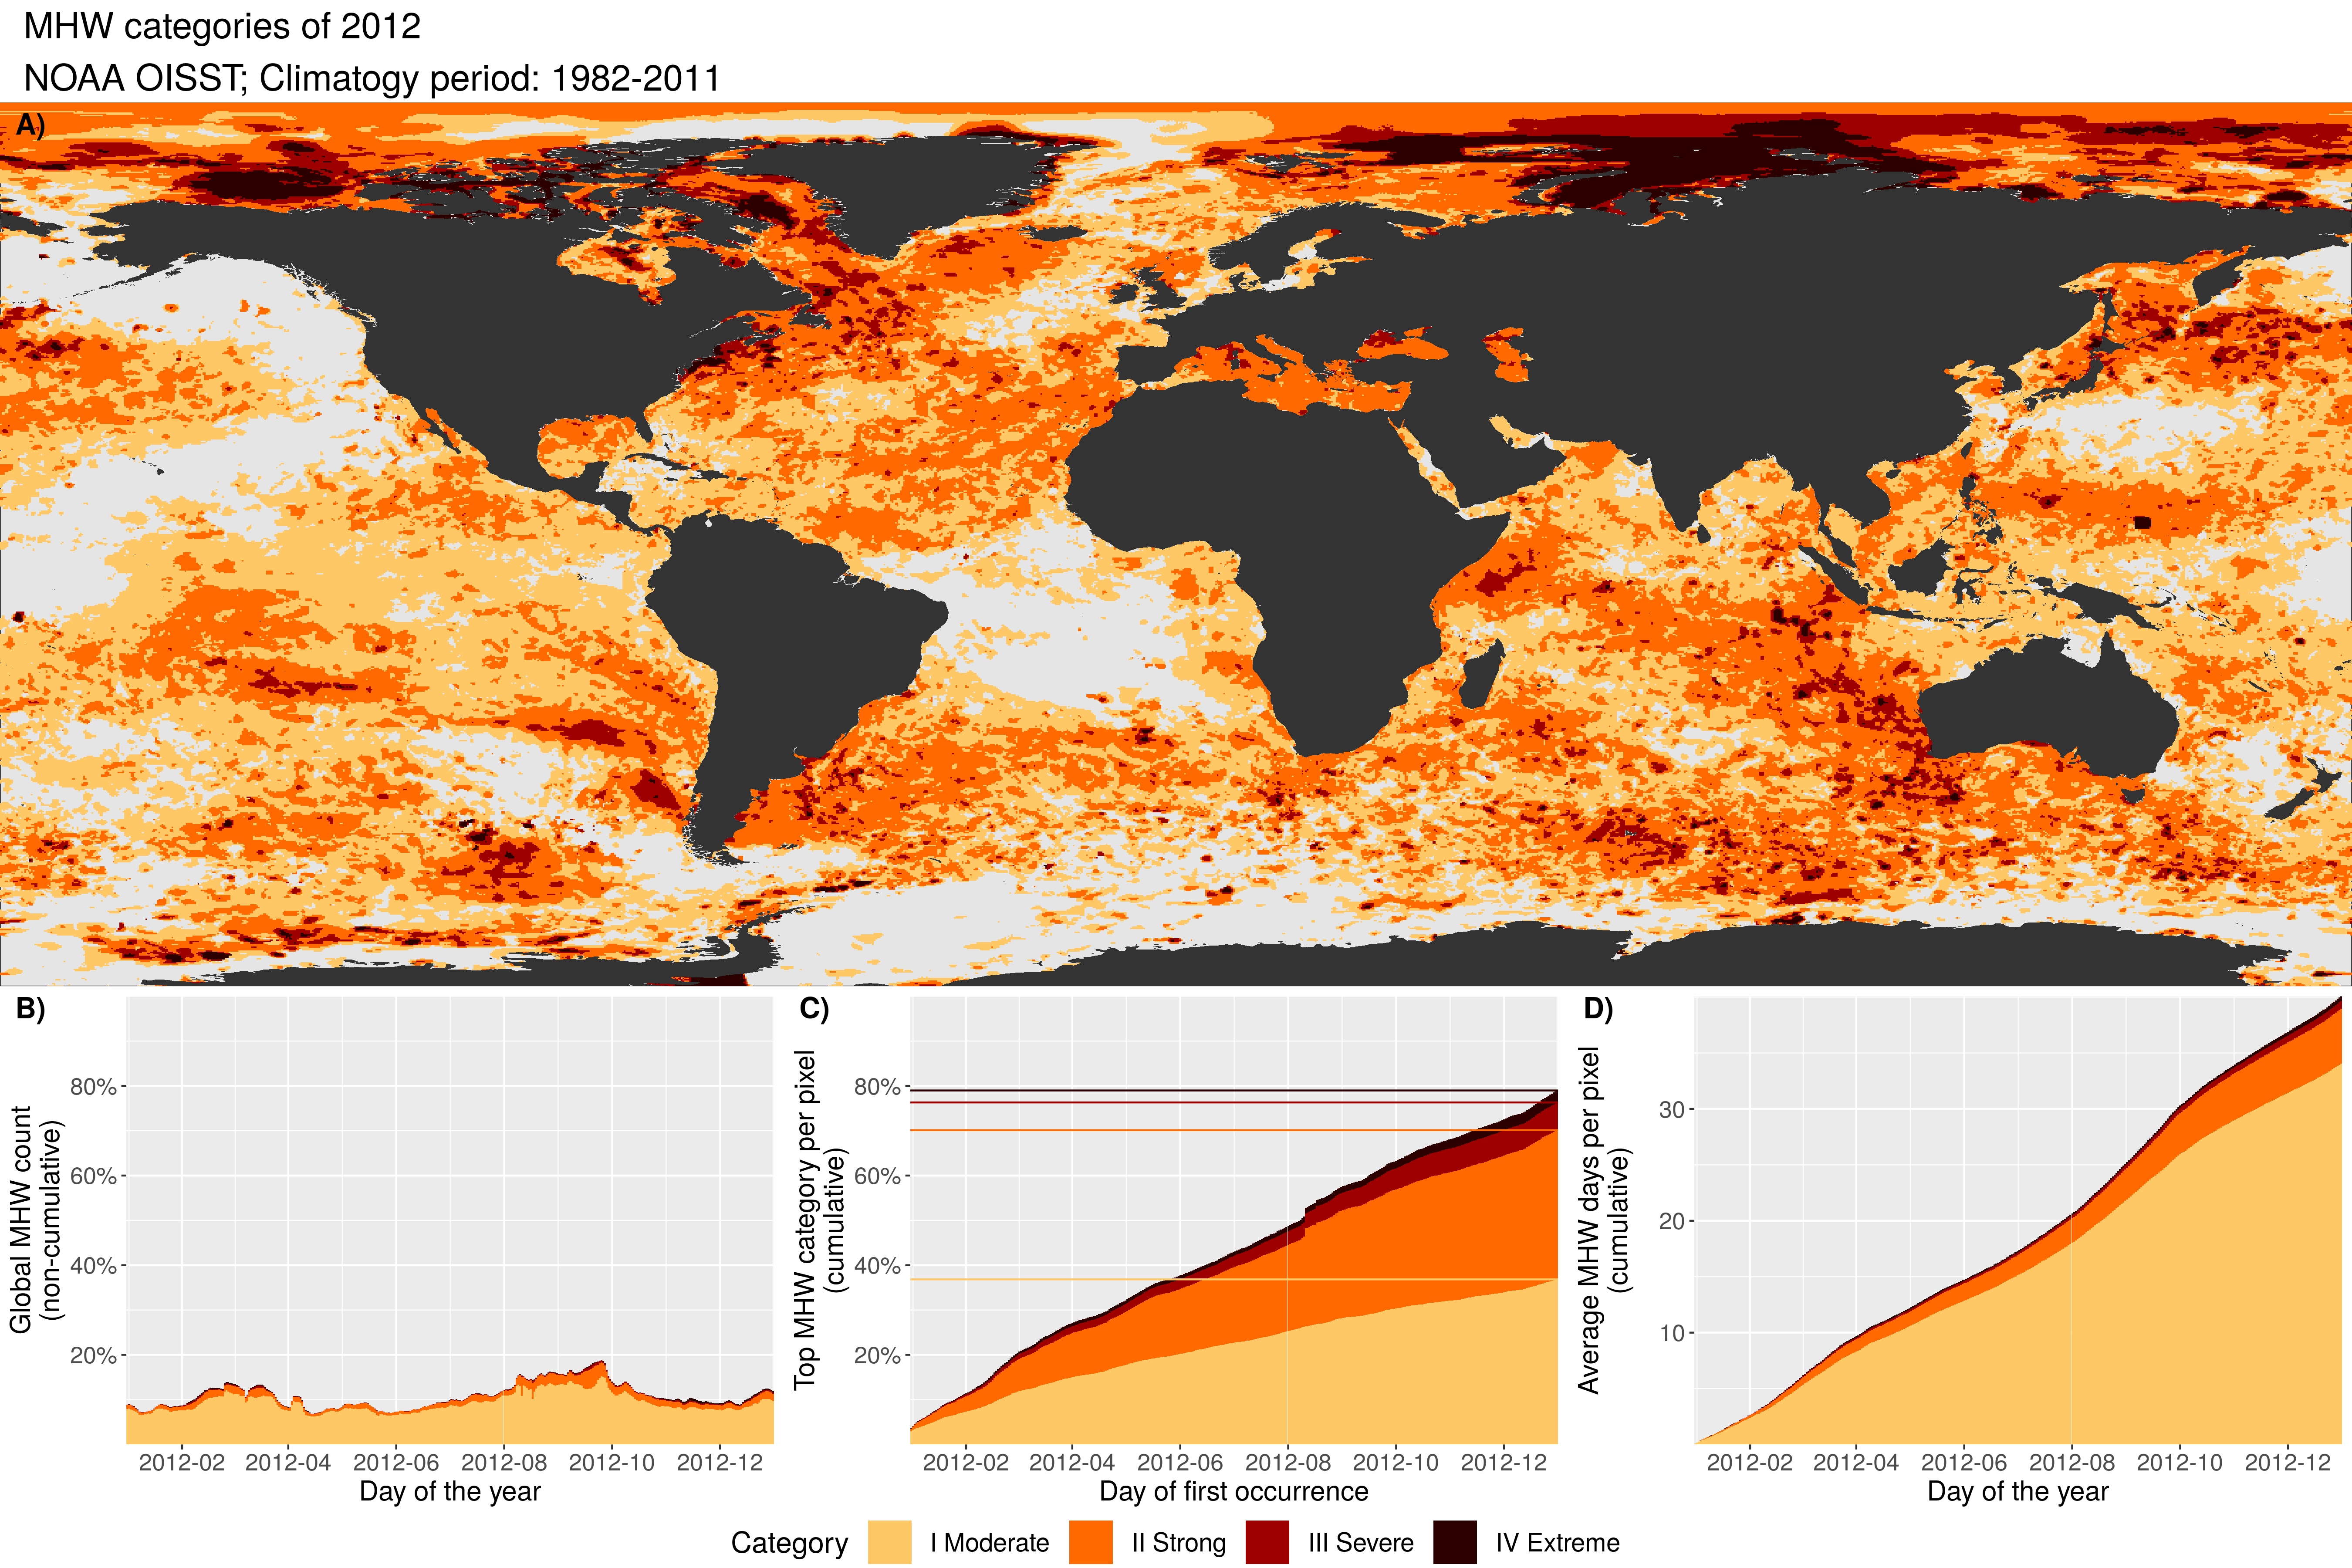 MHW categories of 2012
NOAA OISST; Climatogy period: 1982-2011
A)
B)
Global MHW count
(non-cumulative)
80%
60%
40%
20%
2012-02 2012-04 2012-06 2012-08 2012-10 2012-12
Day of the year
C)
Top MHW category per pixel
(cumulative)
80%
60%
40%
20%
2012-02 2012-04 2012-06 2012-08 2012-10 2012-12
Day of first occurrence
D)
Average MHW days per pixel
(cumulative)
30
20
10
2012-02 2012-04 2012-06 2012-08 2012-10 2012-12
Day of the year
Category I Moderate II Strong III Severe IV Extreme